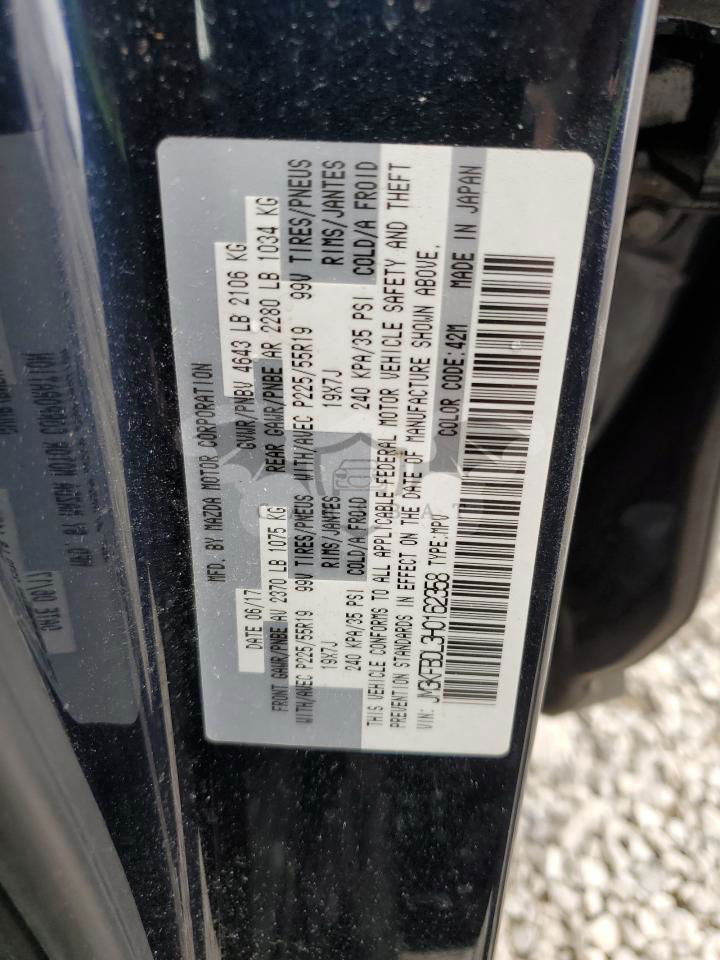 MFD. BY MAZDA MOTOR CORPORATION
DATE 06/17 GVWR/PNBV 4643 LB 2106 KG
FRONT GAWR/PNBE AV 2370 LB 1075 KG REAR GAWR/PNBE AR 2280 LB 1034 KG
WITH/AVEC P225/55R19 99V TIRES/PNEUS WITH/AVEC P225/55R19 99V TIRES/PNEUS
19X7J RIMS/JANTES 19X7J RIMS/JANTES
240 KPA/35 PSI COLD/A FROID 240 KPA/35 PSI COLD/A FROID
THIS VEHICLE CONFORMS TO ALL APPLICABLE FEDERAL MOTOR VEHICLE SAFETY AND THEFT
PREVENTION STANDARDS IN EFFECT ON THE DATE OF MANUFACTURE SHOWN ABOVE.
VIN: JM3KFBDL3H0162358 TYPE:MPV COLOR CODE:42M MADE IN JAPAN